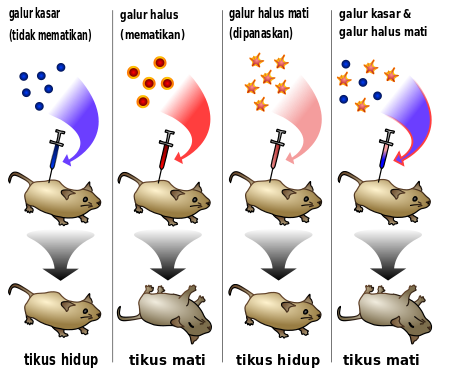 galur kasar
(tidak mematikan)
galur halus
(mematikan)
galur halus mati
(dipanaskan)
galur kasar &
galur halus mati
tikus hidup
tikus mati
tikus hidup
tikus mati